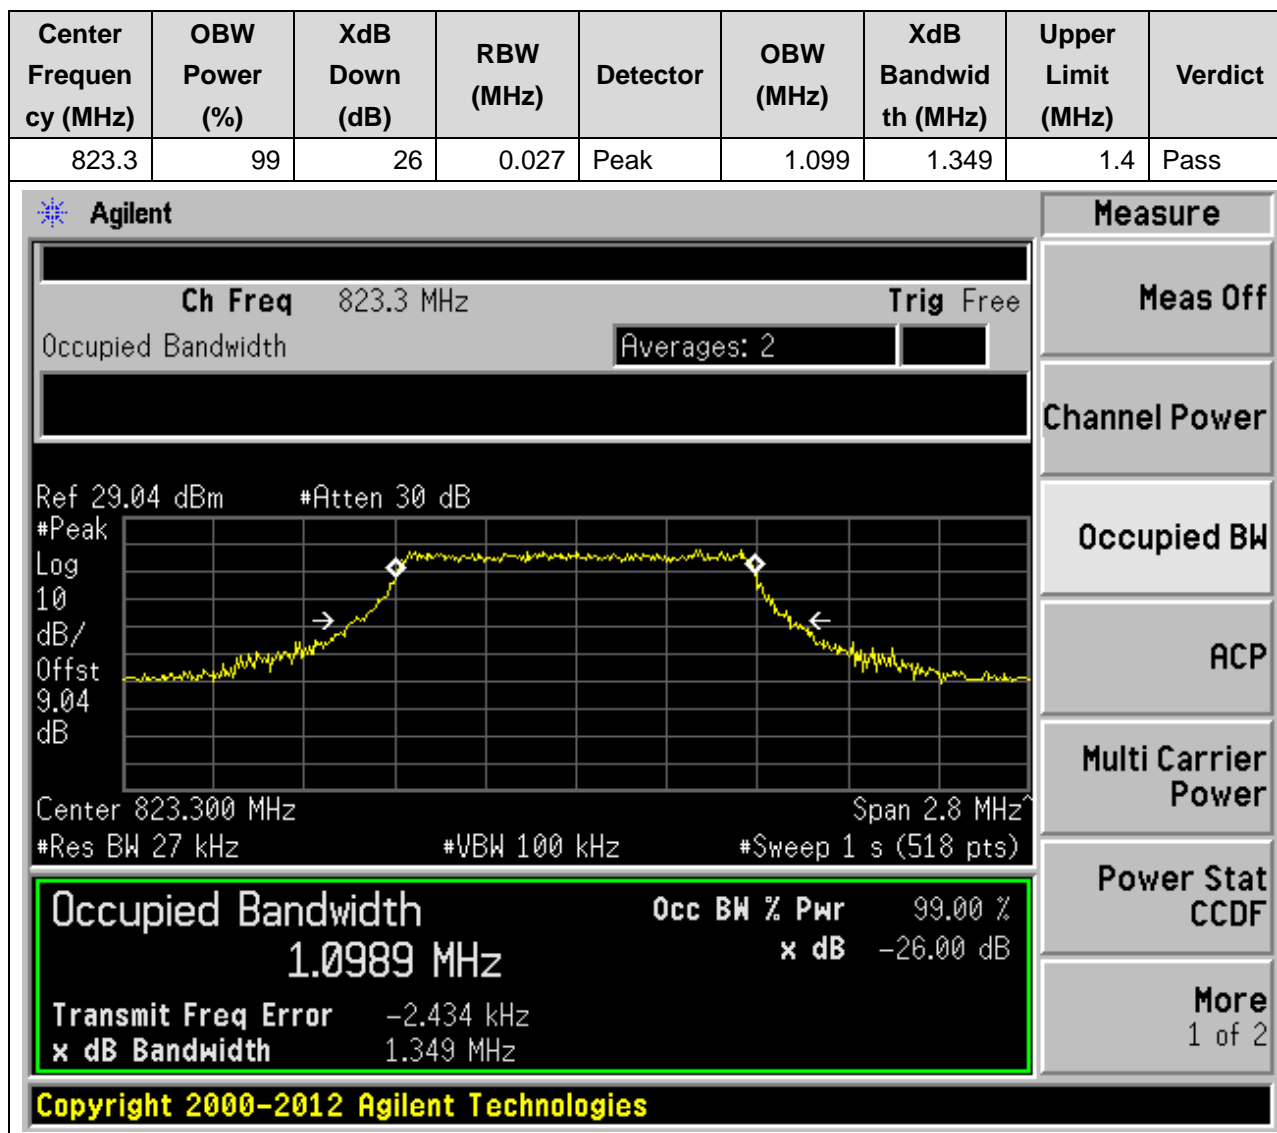 Center Frequen cy (MHz)
OBW Power (%)
XdB Down (dB)
RBW (MHz)
Detector
OBW (MHz)
XdB Bandwid th (MHz)
Upper Limit (MHz)
Verdict
823.3 99 26 0.027 Peak 1.099 1.349 1.4 Pass
Agilent
Measure
Ch Freq 823.3 MHz Trig Free
Occupied Bandwidth Averages: 2
Ref 29.04 dBm #Atten 30 dB
#Peak
Log
10
dB/
Offst
9.04
dB
Center 823.300 MHz Span 2.8 MHz^
#Res BW 27 kHz #VBW 100 kHz #Sweep 1 s (518 pts)
Occupied Bandwidth Occ BW % Pwr 99.00 %
1.0989 MHz x dB -26.00 dB
Transmit Freq Error -2.434 kHz
x dB Bandwidth 1.349 MHz
Copyright 2000-2012 Agilent Technologies
Meas Off
Channel Power
Occupied BW
ACP
Multi Carrier
Power
Power Stat
CCDF
More
1 of 2